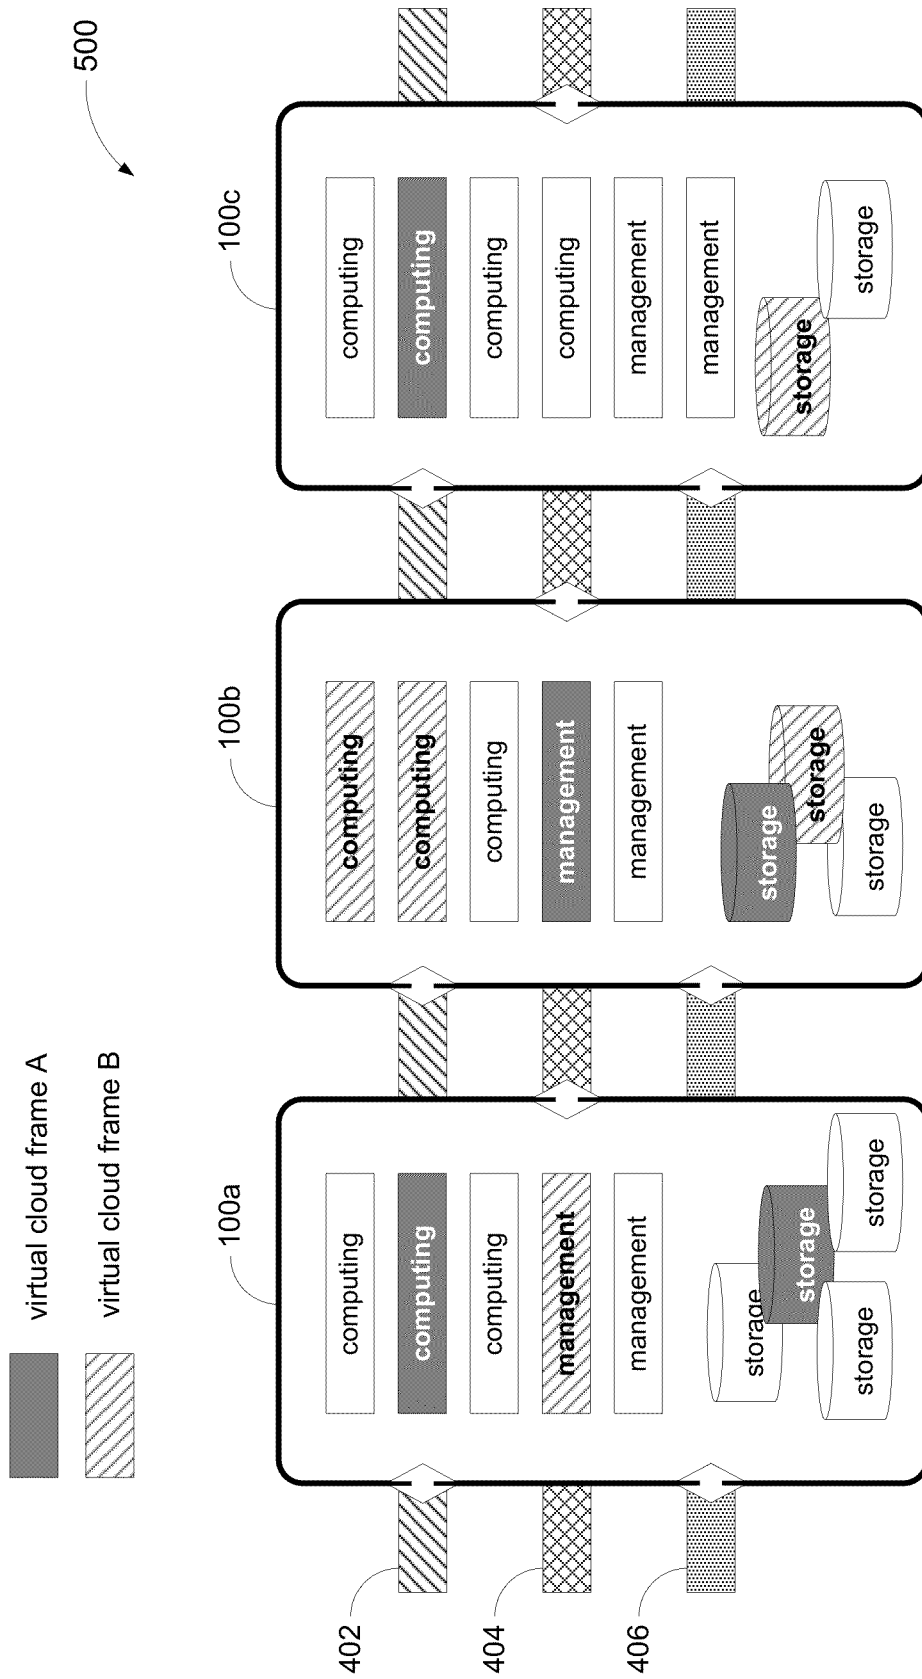 virtual cloud frame A
virtual cloud frame B
500
100a
100b
100c
402
404
406
computing
computing
computing
management
management
storage
storage
storage
storage
computing
computing
computing
management
management
storage
storage
storage
computing
computing
computing
computing
management
management
storage
storage